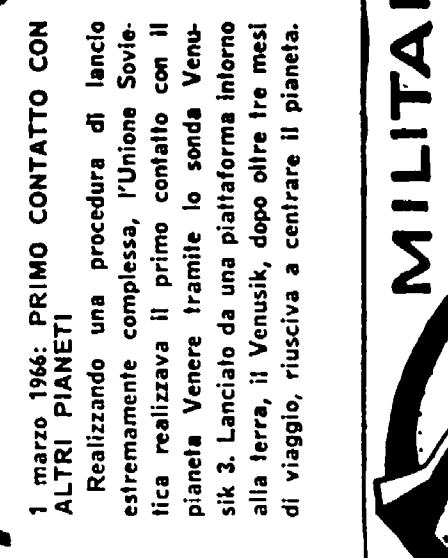 1 marzo 1966: PRIMO CONTATTO CON
ALTRI PIANETI
Realizzando una procedura di lancio
estremamente complessa, l'Unione Sovie-
tica realizzava il primo contatto con il
pianeta Venere tramite lo sonda Venu-
sik 3. Lanciato da una piattaforma intorno
alla terra, il Venusik, dopo oltre tre mesi
di viaggio, riusciva a centrare il pianeta.